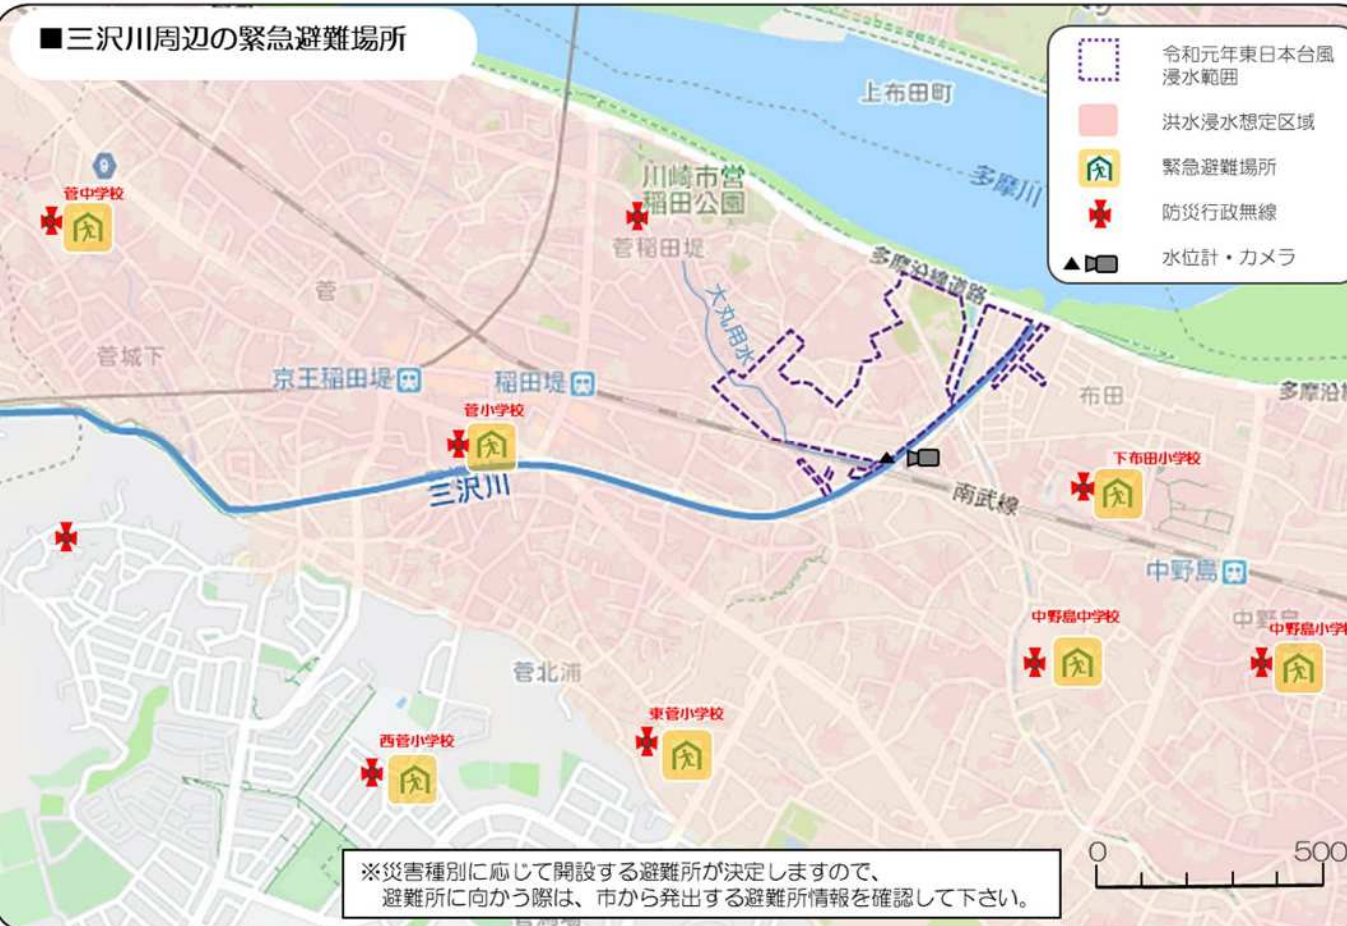 ■三沢川周辺の緊急避難場所
令和元年東日本台風
浸水範囲
洪水浸水想定区域
緊急避難場所
防災行政無線
水位計・カメラ
上布田町
多摩川
川崎市営
稲田公園
菅稲田堤
多摩沿線道路
9
菅中学校
菅
大丸用水
菅城下
京王稲田堤
稲田堤
布田
多摩沿線
菅小学校
三沢川
下布田小学校
南武線
中野島
中野島中学校
中野島
中野島小学校
菅北浦
東菅小学校
西菅小学校
0
500
※災害種別に応じて開設する避難所が決定しますので、
避難所に向かう際は、市から発出する避難所情報を確認して下さい。